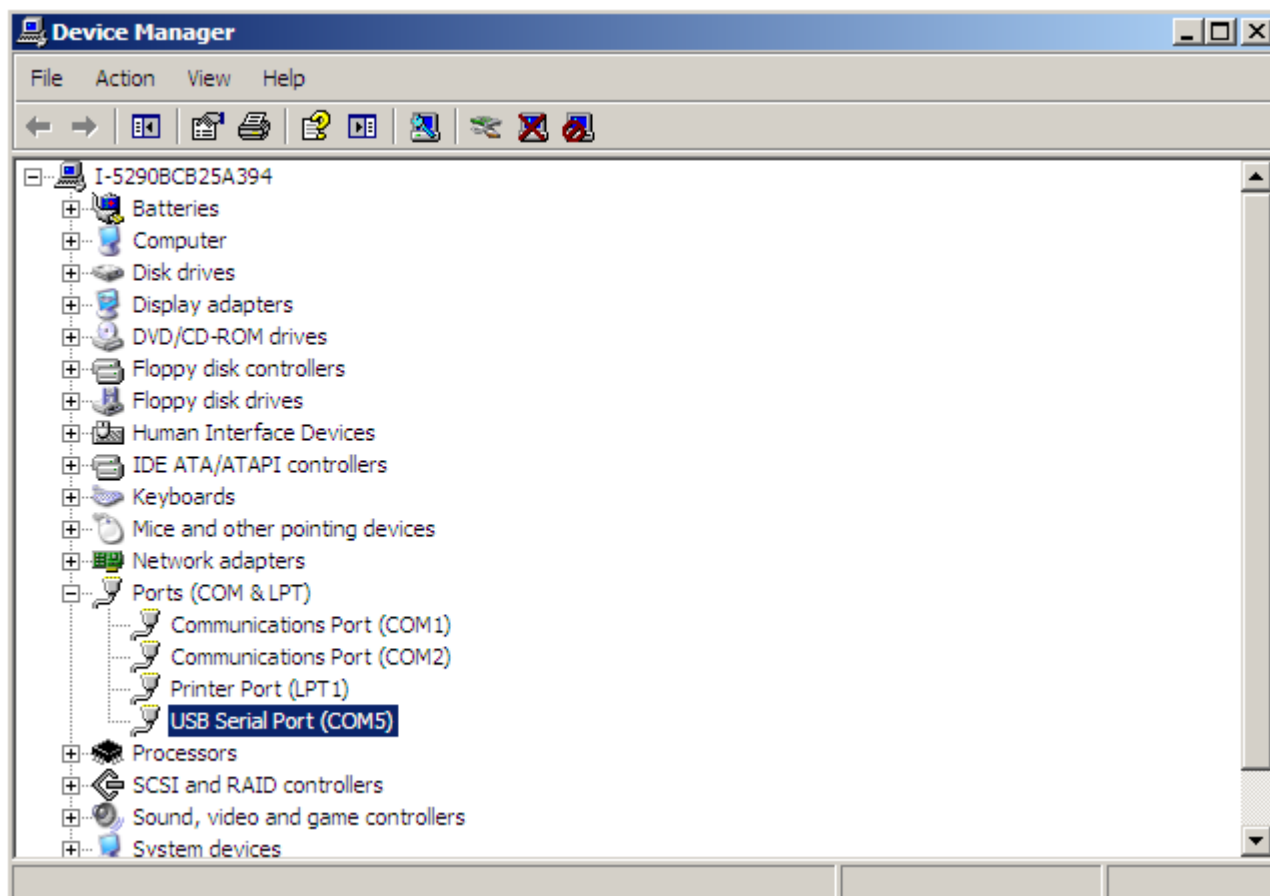 Device Manager
File Action View Help
I-5290BCB25A394
Batteries
Computer
Disk drives
Display adapters
DVD/CD-ROM drives
Floppy disk controllers
Floppy disk drives
Human Interface Devices
IDE ATA/ATAPI controllers
Keyboards
Mice and other pointing devices
Network adapters
Ports (COM & LPT)
Communications Port (COM1)
Communications Port (COM2)
Printer Port (LPT1)
USB Serial Port (COM5)
Processors
SCSI and RAID controllers
Sound, video and game controllers
System devices